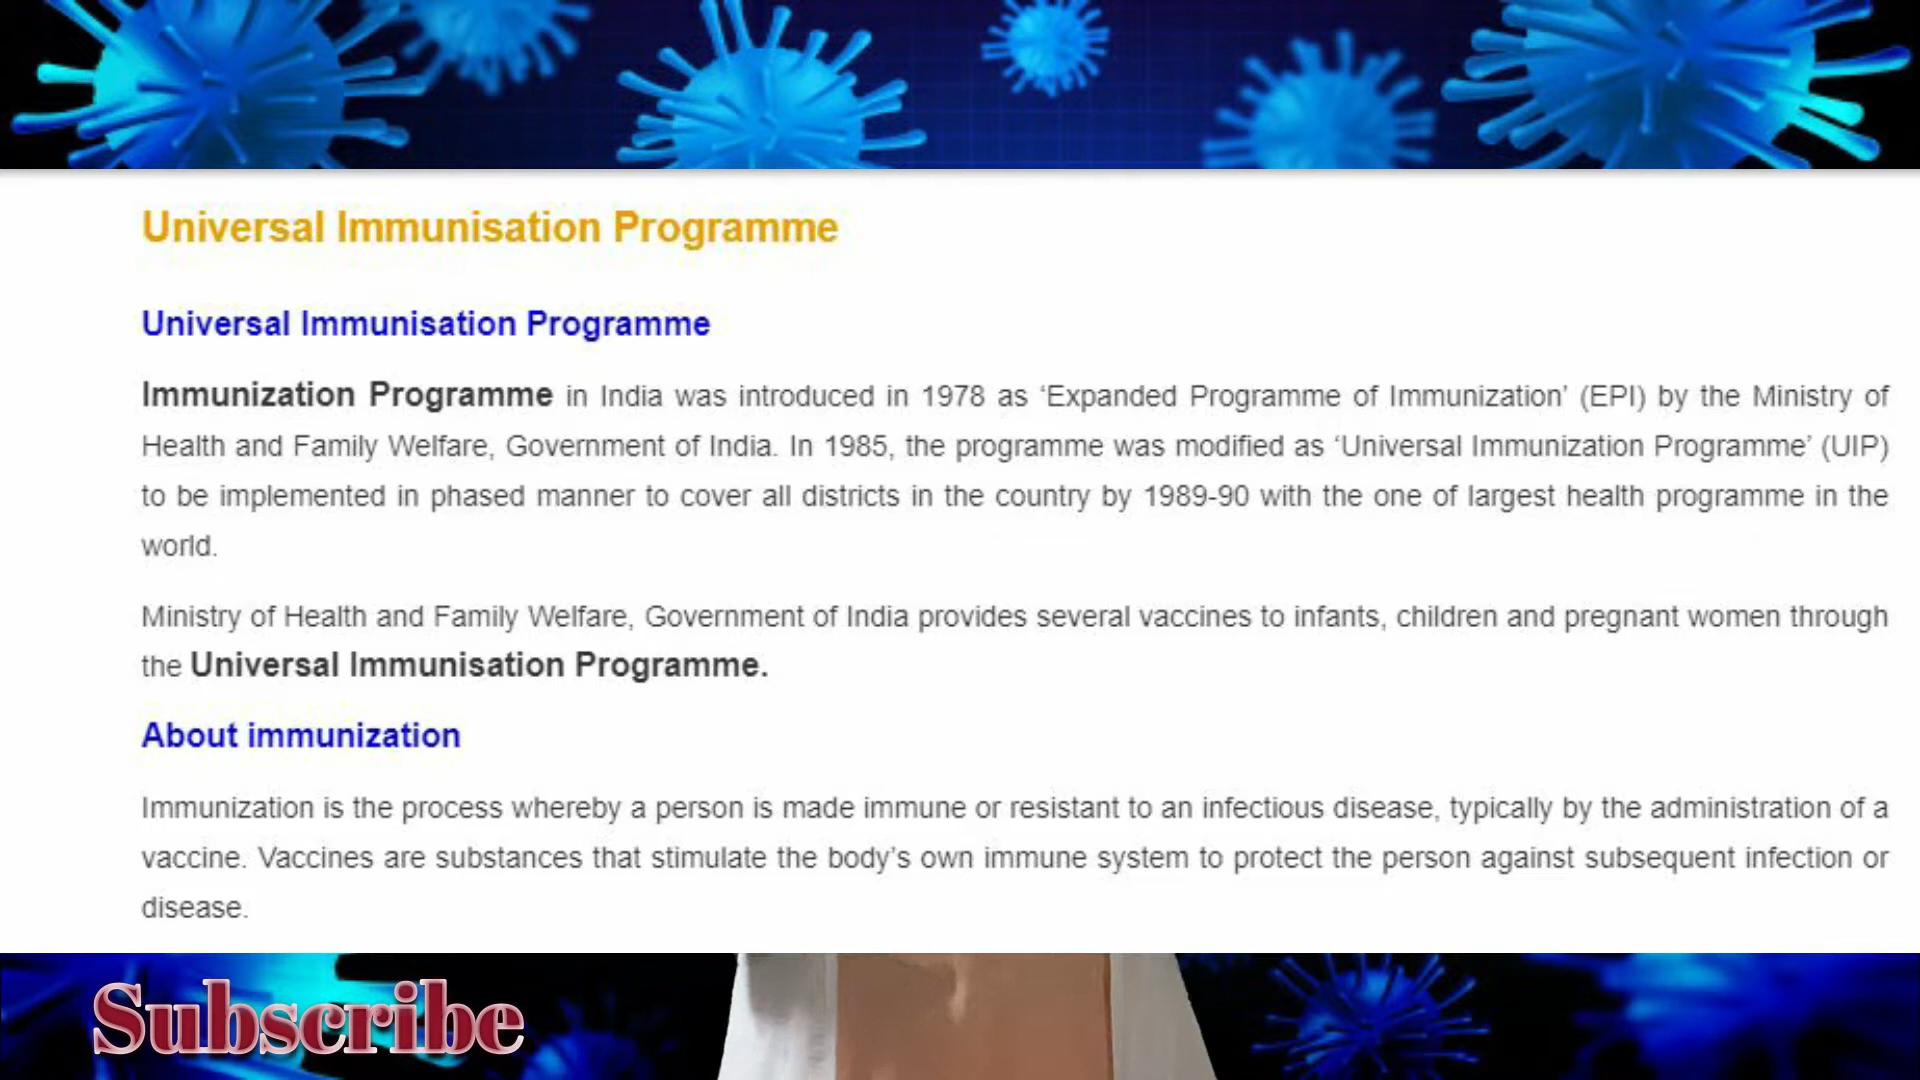 Universal Immunisation Programme
Universal Immunisation Programme
Immunization Programme in India was introduced in 1978 as ‘Expanded Programme of Immunization’ (EPI) by the Ministry of
Health and Family Welfare, Government of India. In 1985, the programme was modified as ‘Universal Immunization Programme’ (UIP)
to be implemented in phased manner to cover all districts in the country by 1989-90 with the one of largest health programme in the
world.
Ministry of Health and Family Welfare, Government of India provides several vaccines to infants, children and pregnant women through
the Universal Immunisation Programme.
About immunization
Immunization is the process whereby a person is made immune or resistant to an infectious disease, typically by the administration of a
vaccine. Vaccines are substances that stimulate the body’s own immune system to protect the person against subsequent infection or
disease.
Subscribe